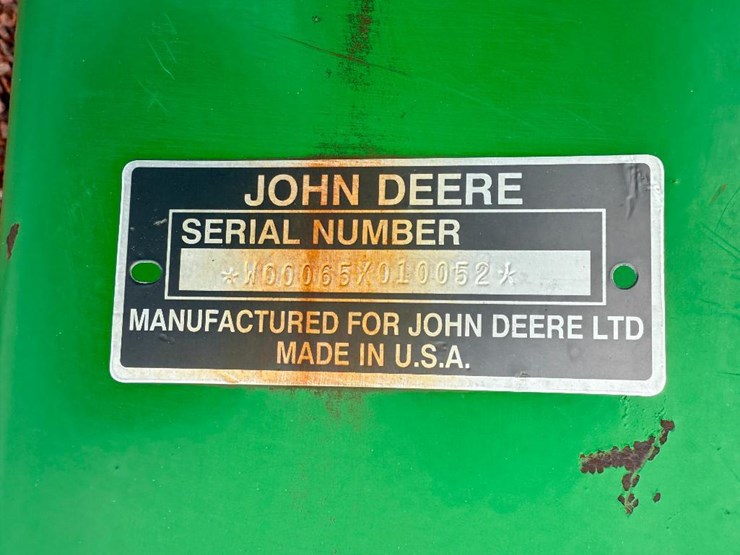 JOHN DEERE
SERIAL NUMBER
*W00065X010052*
MANUFACTURED FOR JOHN DEERE LTD
MADE IN U.S.A.